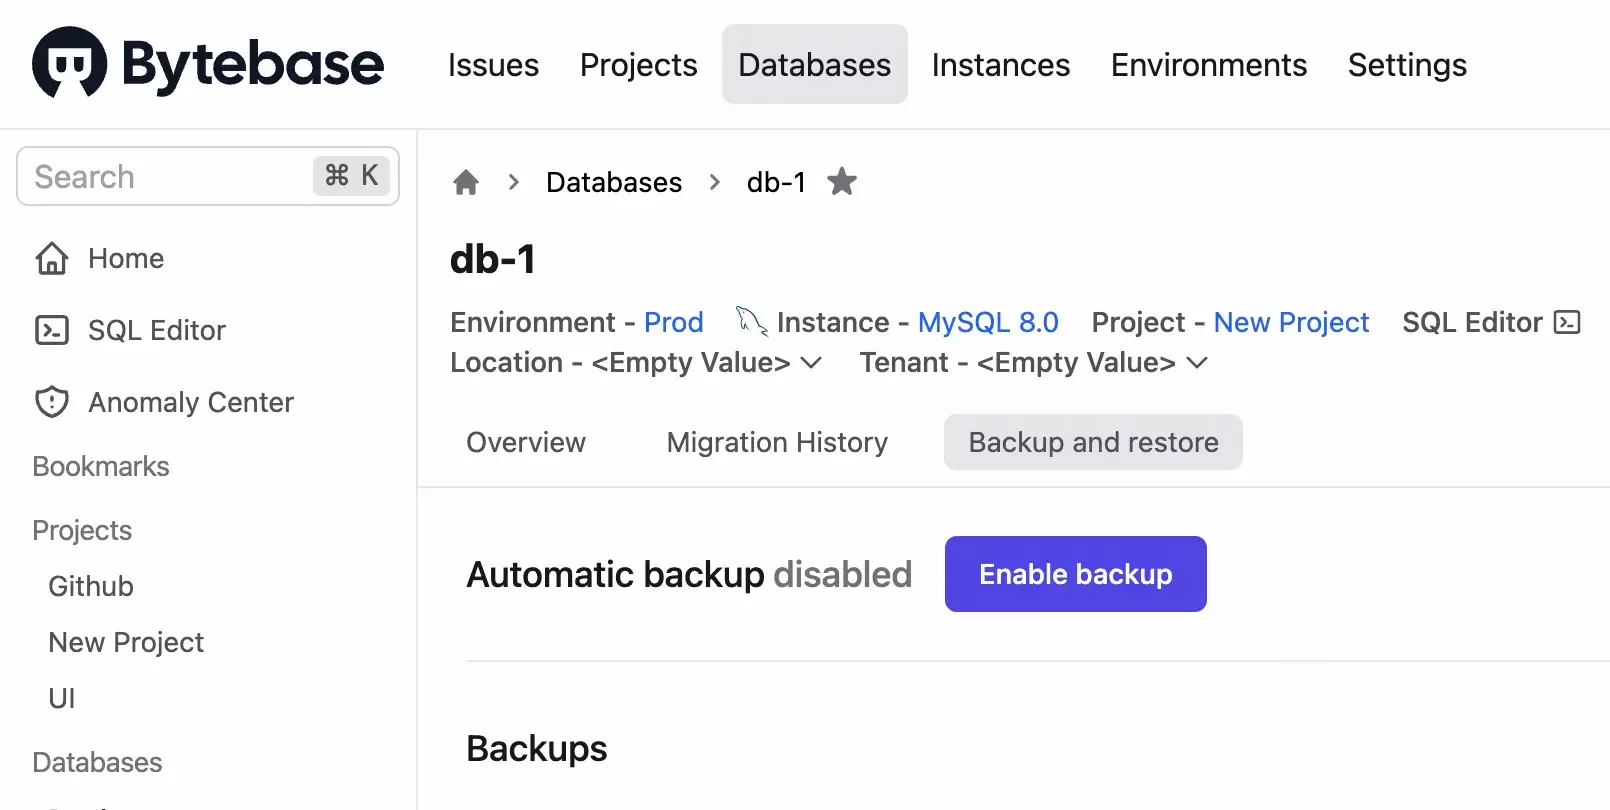 Bytebase Issues Projects Databases Instances Environments Settings
Search ⌘ K
Home
SQL Editor
Anomaly Center
Bookmarks
Projects
Github
New Project
UI
Databases
Databases db-1
db-1
Environment - Prod Instance - MySQL 8.0 Project - New Project SQL Editor
Location - <Empty Value> Tenant - <Empty Value>
Overview Migration History Backup and restore
Automatic backup disabled Enable backup
Backups